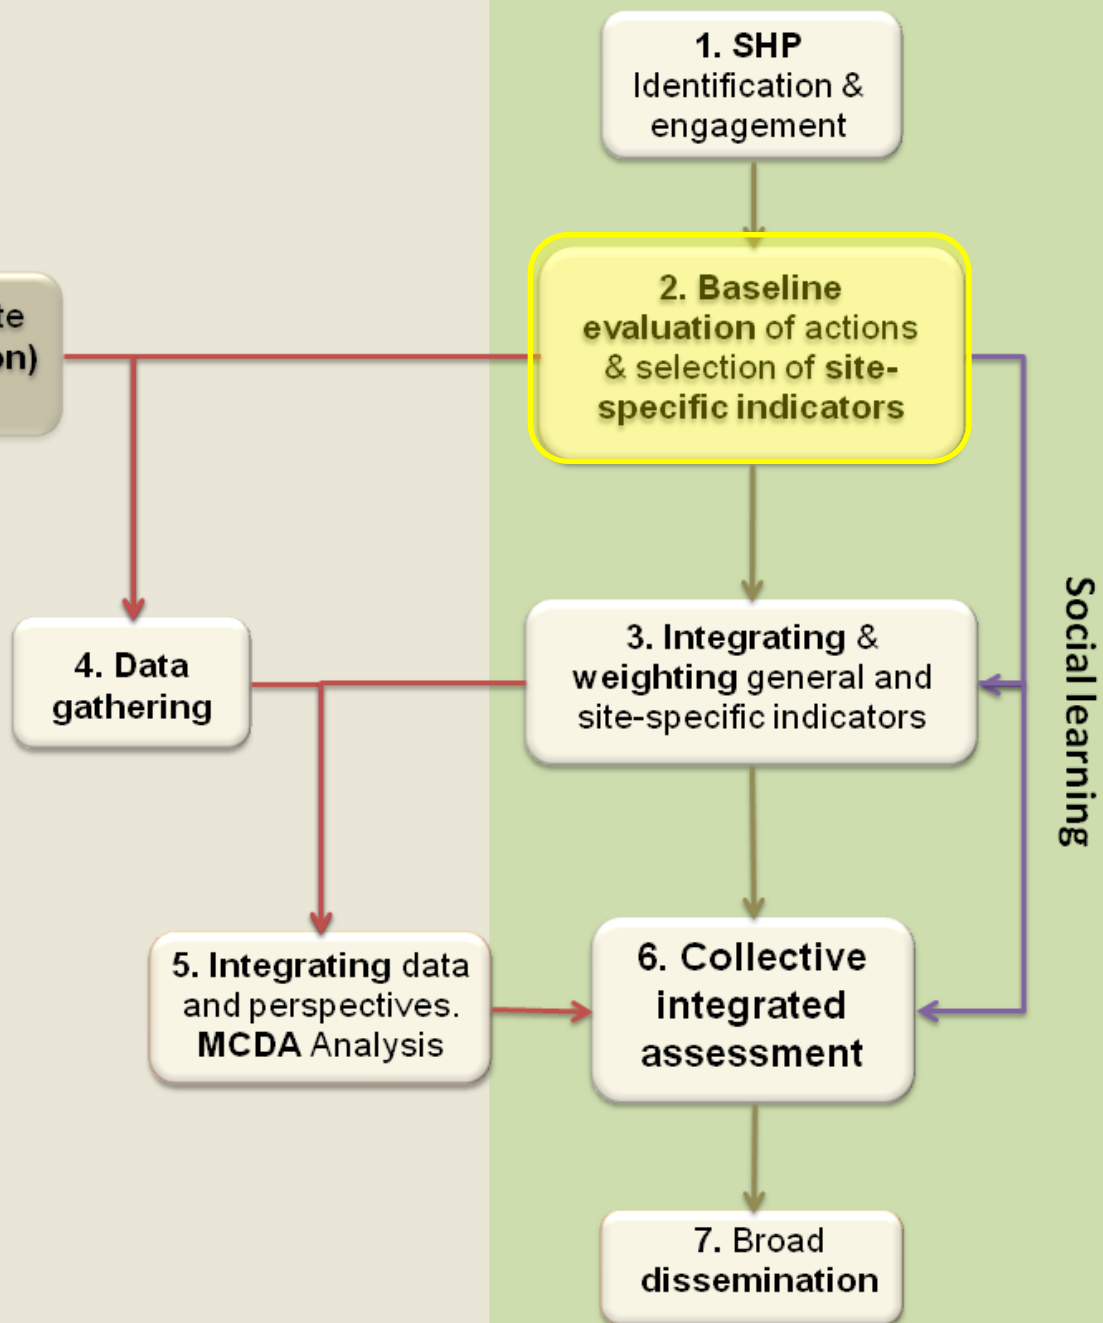 1. SHP
Identification &
engagement
2. Baseline
evaluation of actions
& selection of site-
specific indicators
on)
3. Integrating &
weighting general and
site-specific indicators
4. Data
gathering
Social learning
5. Integrating data
and perspectives.
MCDA Analysis
6. Collective
integrated
assessment
7. Broad
dissemination